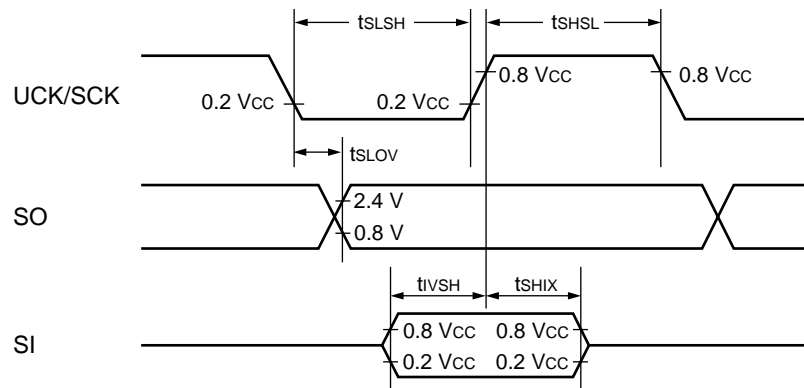 tSLSH tSHSL
UCK/SCK
0.8 VCC 0.8 VCC
0.2 VCC 0.2 VCC
tSLOV
SO
2.4 V
0.8 V
tIVSH tSHIX
SI
0.8 VCC 0.8 VCC
0.2 VCC 0.2 VCC